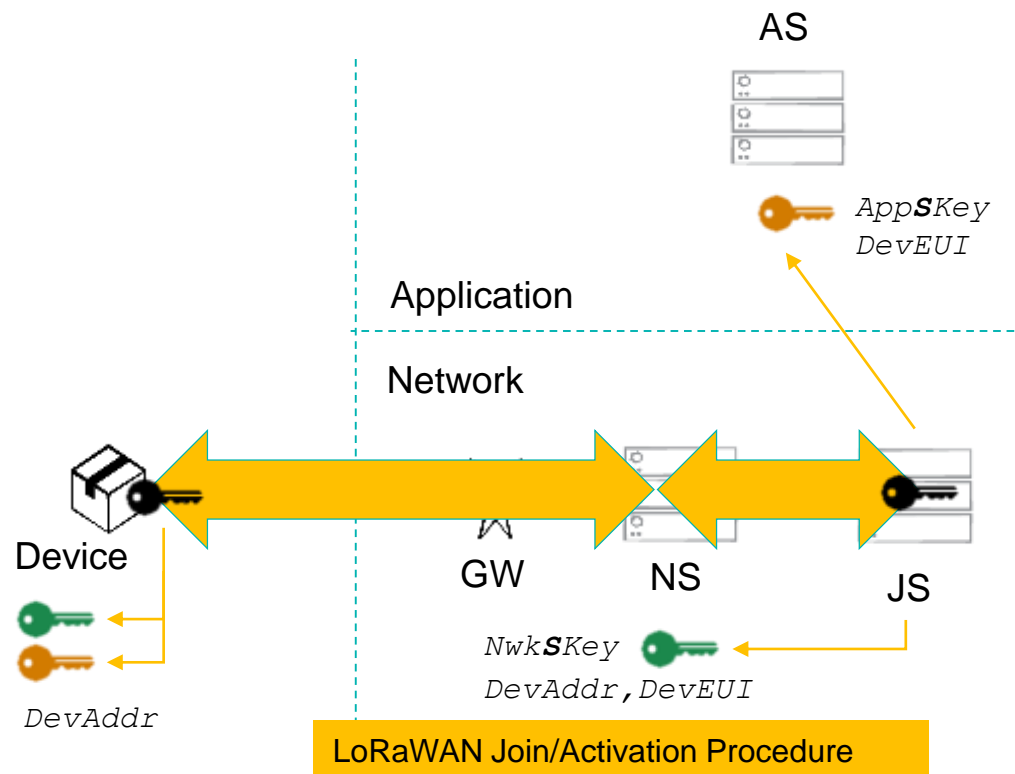 AS
AppSKey
DevEUI
Application
Network
Device
GW
NS
JS
NwkSKey
DevAddr,DevEUI
DevAddr
LoRaWAN Join/Activation Procedure